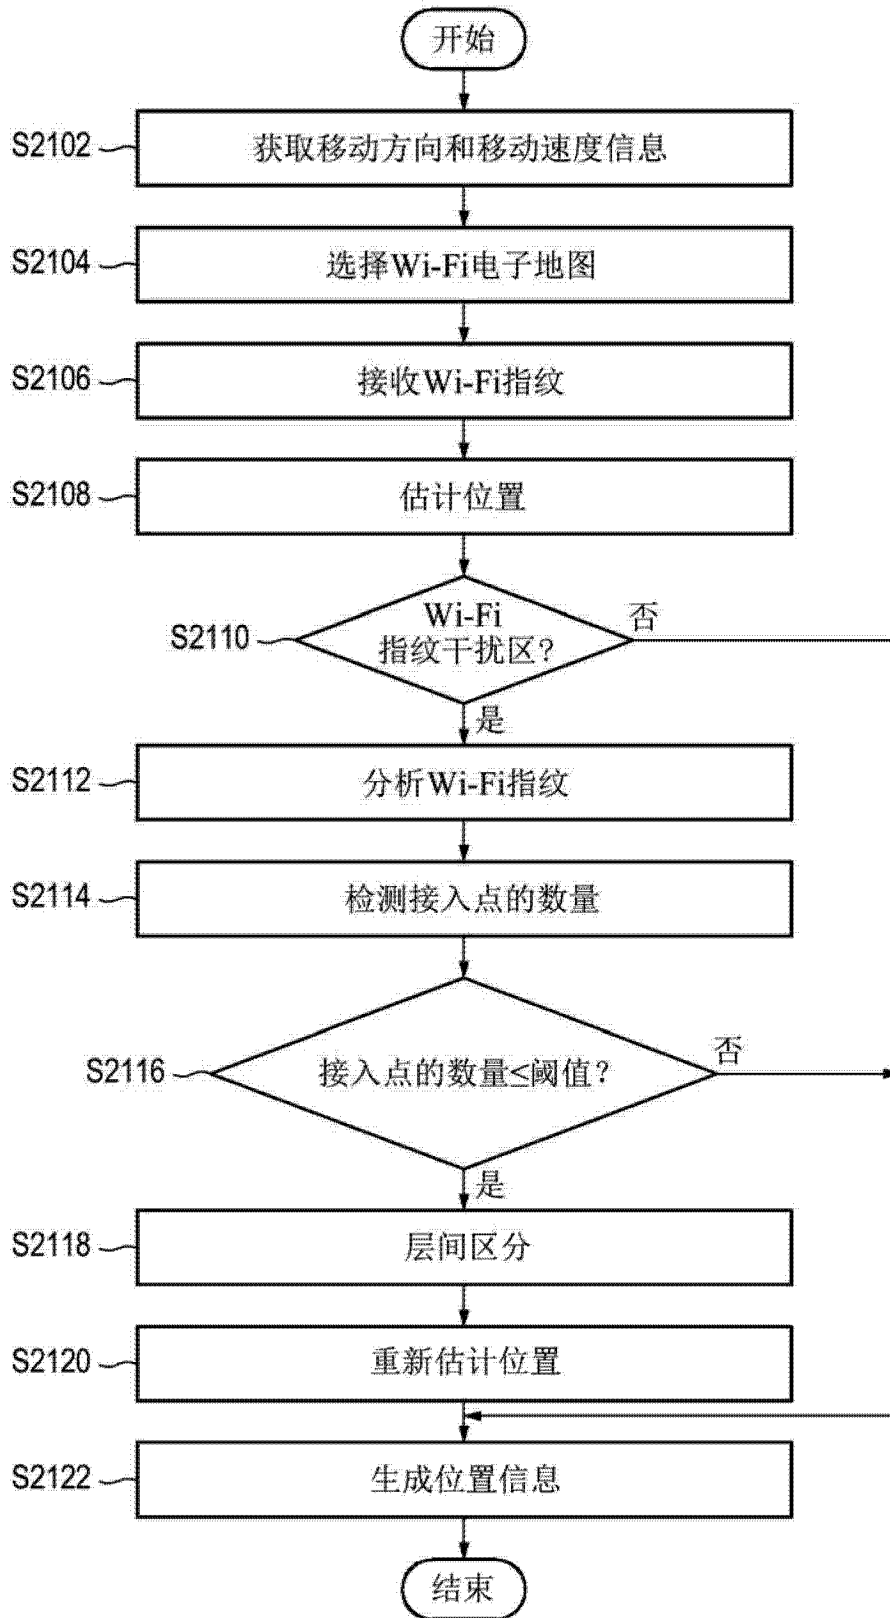 开始
S2102
获取移动方向和移动速度信息
S2104
选择Wi-Fi电子地图
S2106
接收Wi-Fi指纹
S2108
估计位置
S2110
Wi-Fi
指纹干扰区?
否
是
S2112
分析Wi-Fi指纹
S2114
检测接入点的数量
S2116
接入点的数量≤阈值?
否
是
S2118
层间区分
S2120
重新估计位置
S2122
生成位置信息
结束